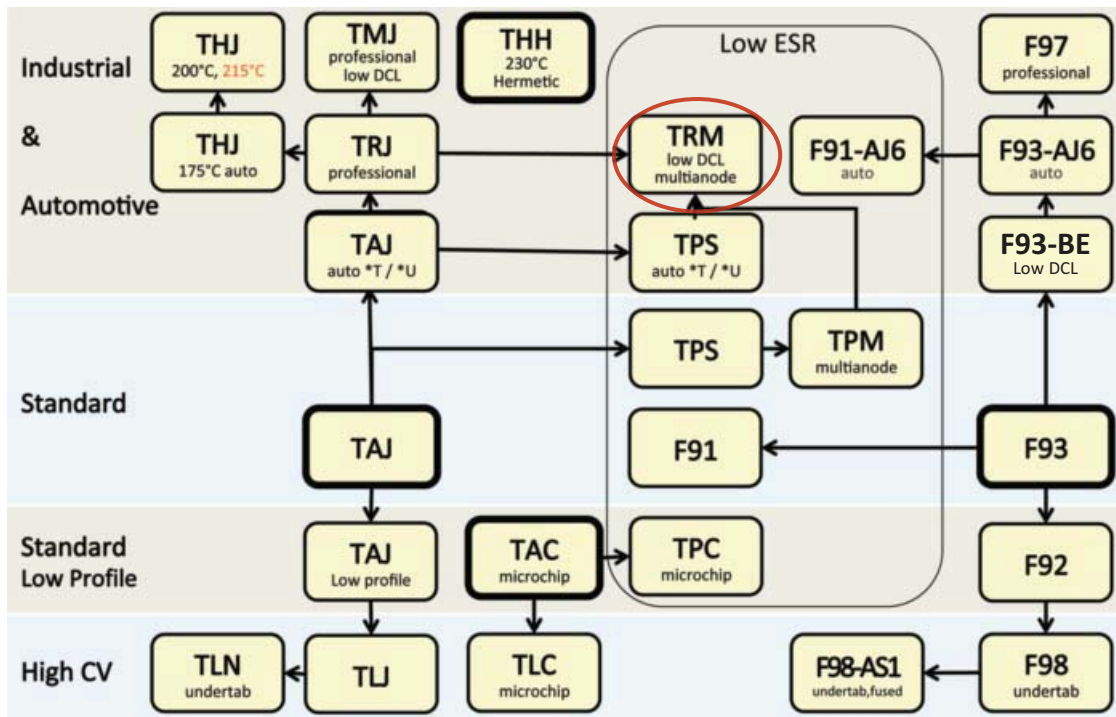 Industrial
&
Automotive
THJ
200°C, 215°C
TMJ
professional
low DCL
THH
230°C
Hermetic
Low ESR
F97
professional
THJ
175°C auto
TRJ
professional
TRM
low DCL
multianode
F91-AJ6
auto
F93-AJ6
auto
TAJ
auto *T / *U
TPS
auto *T / *U
F93-BE
Low DCL
Standard
TPS
TPM
multianode
TAJ
F91
F93
Standard
Low Profile
TAJ
Low profile
TAC
microchip
TPC
microchip
F92
High CV
TLN
undertab
TLJ
TLC
microchip
F98-AS1
undertab,fused
F98
undertab